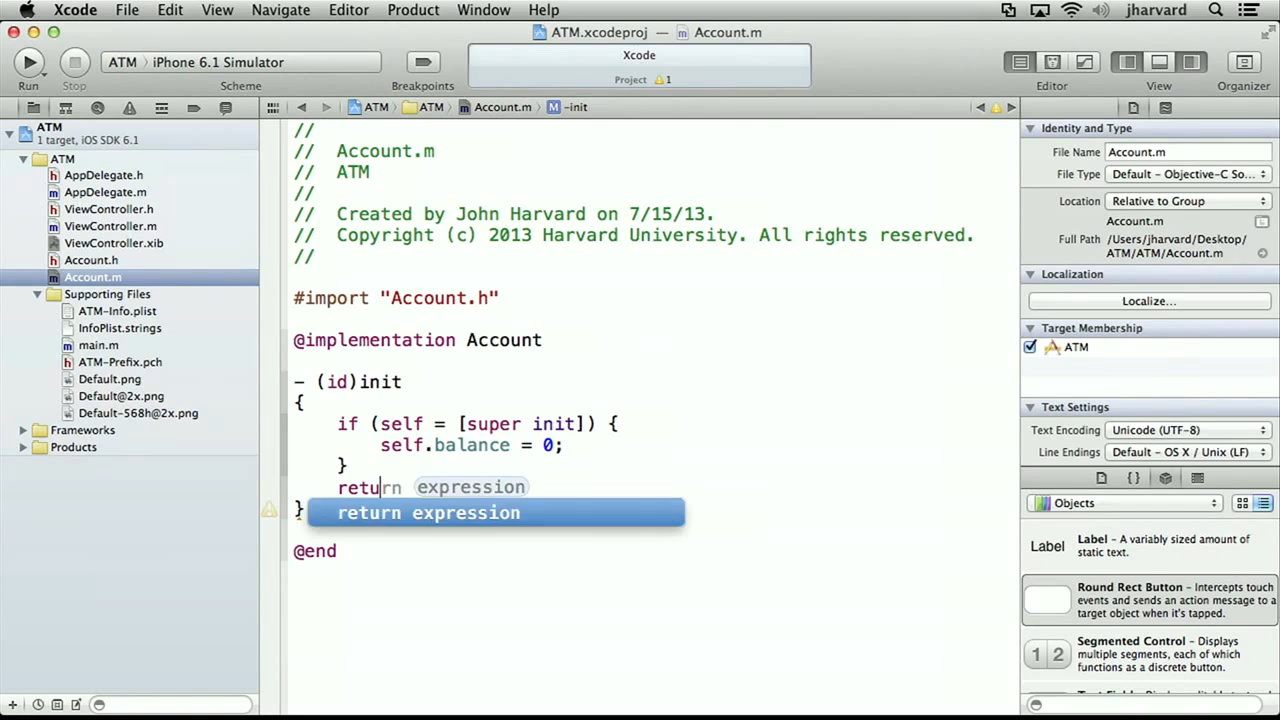 Xcode File Edit View Navigate Editor Product Window Help jharvard
ATM.xcodeproj — Account.m
ATM iPhone 6.1 Simulator
Xcode
Project 1
Run Stop Scheme Breakpoints Editor View Organizer
ATM ATM Account.m M -init
ATM
1 target, iOS SDK 6.1
ATM
AppDelegate.h
AppDelegate.m
ViewController.h
ViewController.m
ViewController.xib
Account.h
Account.m
Supporting Files
ATM-Info.plist
InfoPlist.strings
main.m
ATM-Prefix.pch
Default.png
Default@2x.png
Default-568h@2x.png
Frameworks
Products
//
// Account.m
// ATM
//
// Created by John Harvard on 7/15/13.
// Copyright (c) 2013 Harvard University. All rights reserved.
//
#import "Account.h"
@implementation Account
- (id)init
{
if (self = [super init]) {
self.balance = 0;
}
return expression
}
return expression
@end
Identity and Type
File Name Account.m
File Type Default - Objective-C So...
Location Relative to Group
Account.m
Full Path /Users/jharvard/Desktop/
ATM/ATM/Account.m
Localization
Localize...
Target Membership
ATM
Text Settings
Text Encoding Unicode (UTF-8)
Line Endings Default - OS X / Unix (LF)
{}
Objects
Label
Label - A variably sized amount of
static text.
Round Rect Button - Intercepts touch
events and sends an action message to a
target object when it's tapped.
1 2
Segmented Control - Displays
multiple segments, each of which
functions as a discrete button.